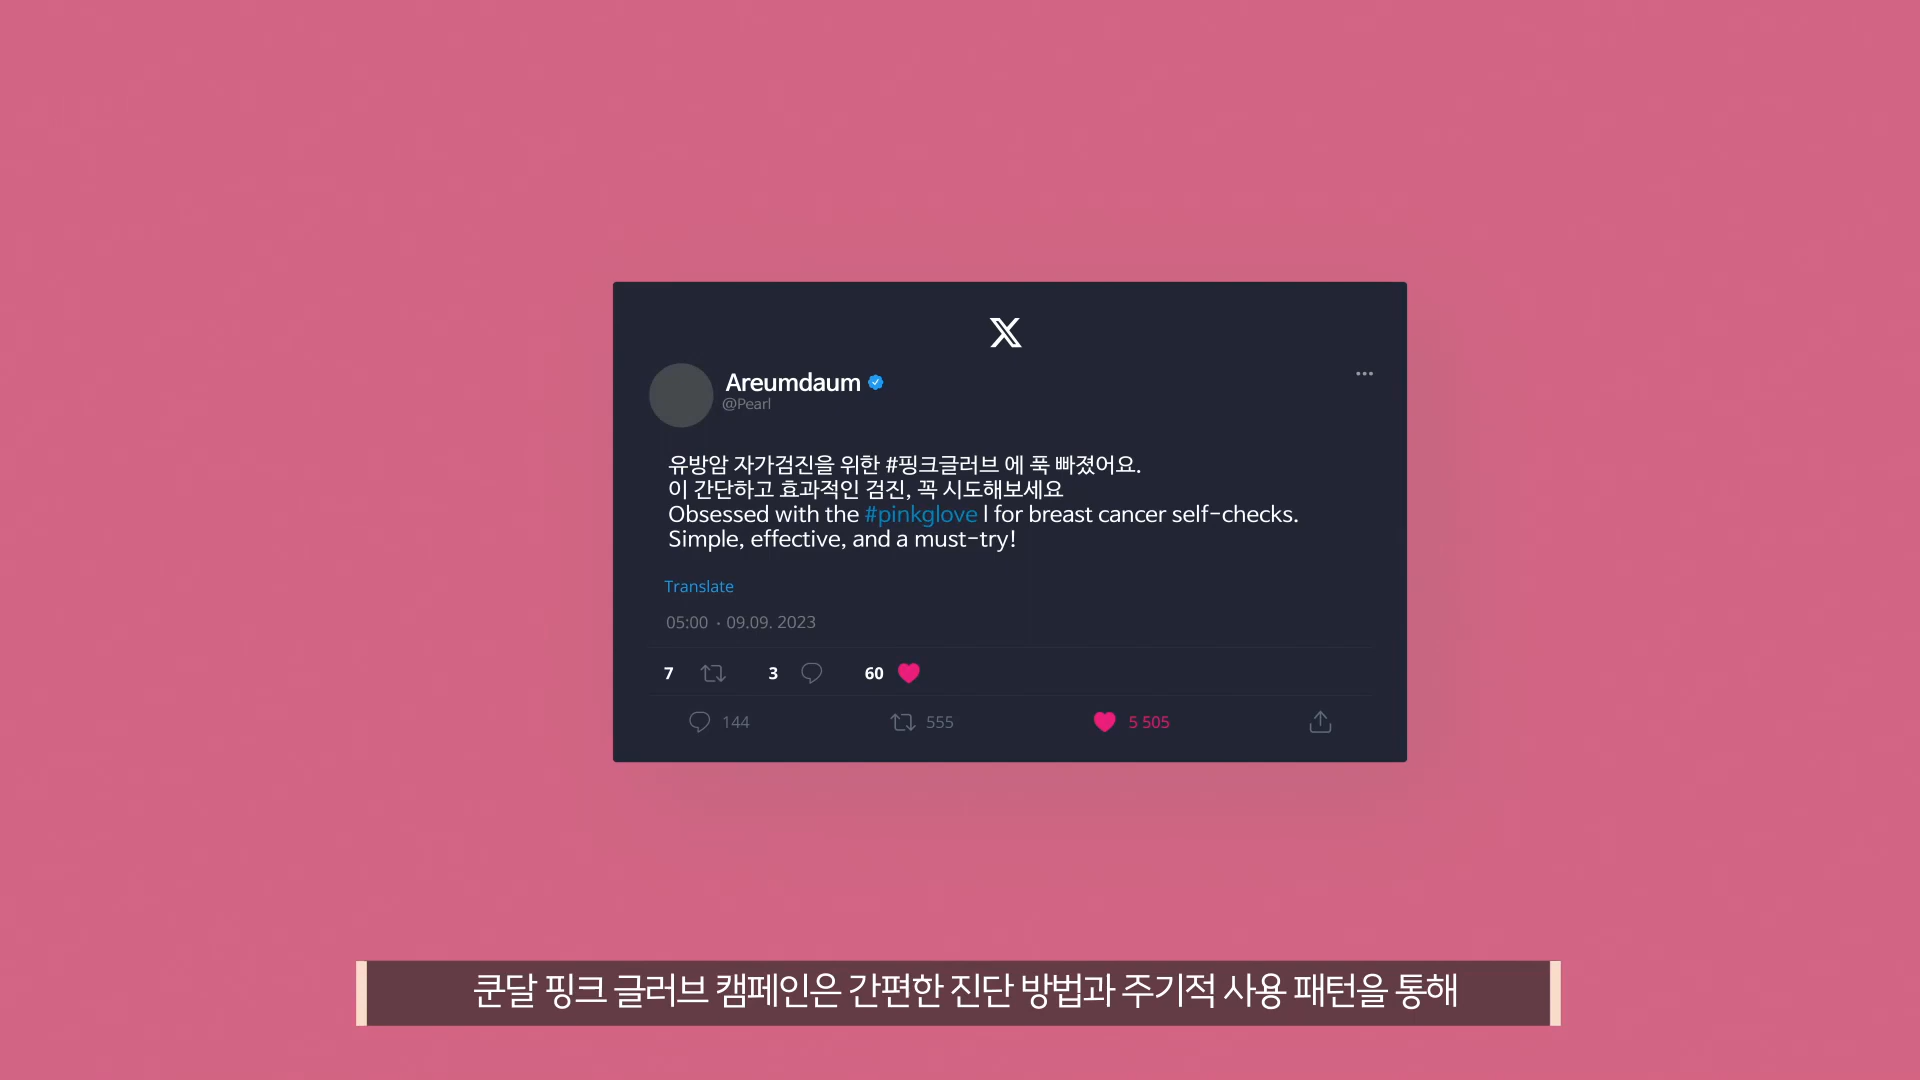 Areumdaum
@Pearl
유방암 자가검진을 위한 #핑크글러브 에 푹 빠졌어요.
이 간단하고 효과적인 검진, 꼭 시도해보세요
Obsessed with the #pinkglove l for breast cancer self-checks.
Simple, effective, and a must-try!
Translate
05:00 · 09.09. 2023
7 3 60
144 555 5 505
쿤달 핑크 글러브 캠페인은 간편한 진단 방법과 주기적 사용 패턴을 통해